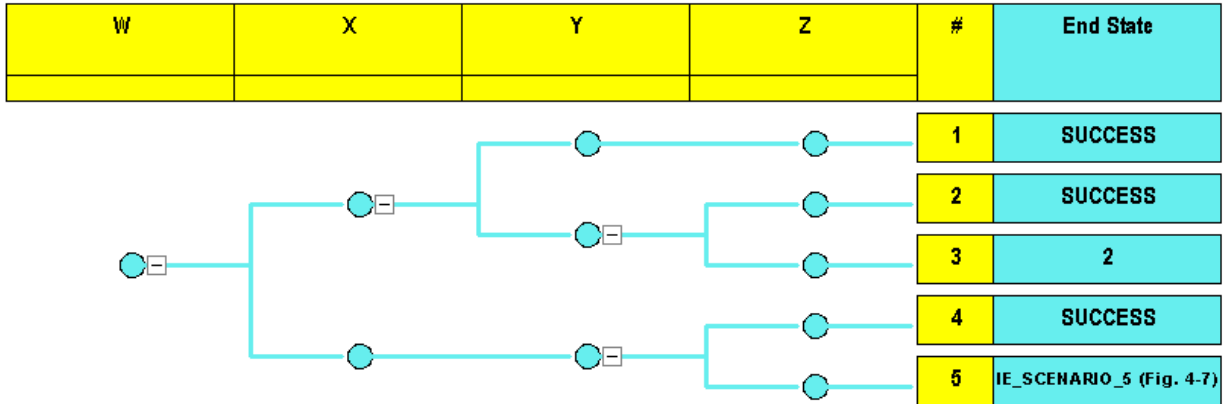 W X Y Z # End State
1 SUCCESS
2 SUCCESS
3 2
4 SUCCESS
5 IE_SCENARIO_5 (Fig. 4-7)